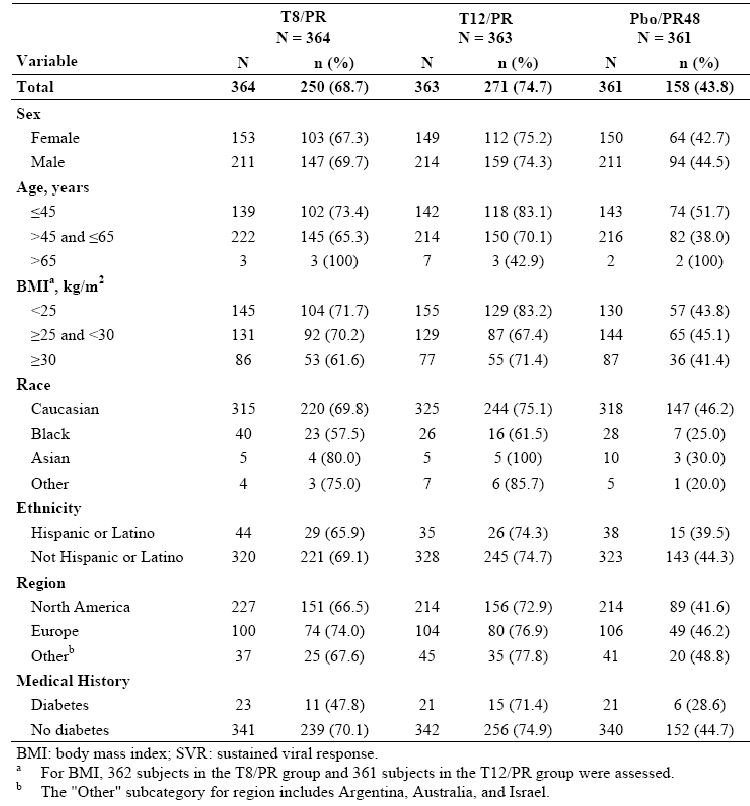 T8/PR T12/PR Pbo/PR48
N = 364 N = 363 N = 361
Variable N n (%) N n (%) N n (%)
Total 364 250 (68.7) 363 271 (74.7) 361 158 (43.8)
Sex
Female 153 103 (67.3) 149 112 (75.2) 150 64 (42.7)
Male 211 147 (69.7) 214 159 (74.3) 211 94 (44.5)
Age, years
≤45 139 102 (73.4) 142 118 (83.1) 143 74 (51.7)
>45 and ≤65 222 145 (65.3) 214 150 (70.1) 216 82 (38.0)
>65 3 3 (100) 7 3 (42.9) 2 2 (100)
BMIᵃ, kg/m²
<25 145 104 (71.7) 155 129 (83.2) 130 57 (43.8)
≥25 and <30 131 92 (70.2) 129 87 (67.4) 144 65 (45.1)
≥30 86 53 (61.6) 77 55 (71.4) 87 36 (41.4)
Race
Caucasian 315 220 (69.8) 325 244 (75.1) 318 147 (46.2)
Black 40 23 (57.5) 26 16 (61.5) 28 7 (25.0)
Asian 5 4 (80.0) 5 5 (100) 10 3 (30.0)
Other 4 3 (75.0) 7 6 (85.7) 5 1 (20.0)
Ethnicity
Hispanic or Latino 44 29 (65.9) 35 26 (74.3) 38 15 (39.5)
Not Hispanic or Latino 320 221 (69.1) 328 245 (74.7) 323 143 (44.3)
Region
North America 227 151 (66.5) 214 156 (72.9) 214 89 (41.6)
Europe 100 74 (74.0) 104 80 (76.9) 106 49 (46.2)
Otherᵇ 37 25 (67.6) 45 35 (77.8) 41 20 (48.8)
Medical History
Diabetes 23 11 (47.8) 21 15 (71.4) 21 6 (28.6)
No diabetes 341 239 (70.1) 342 256 (74.9) 340 152 (44.7)
BMI: body mass index; SVR: sustained viral response.
ᵃ For BMI, 362 subjects in the T8/PR group and 361 subjects in the T12/PR group were assessed.
ᵇ The "Other" subcategory for region includes Argentina, Australia, and Israel.